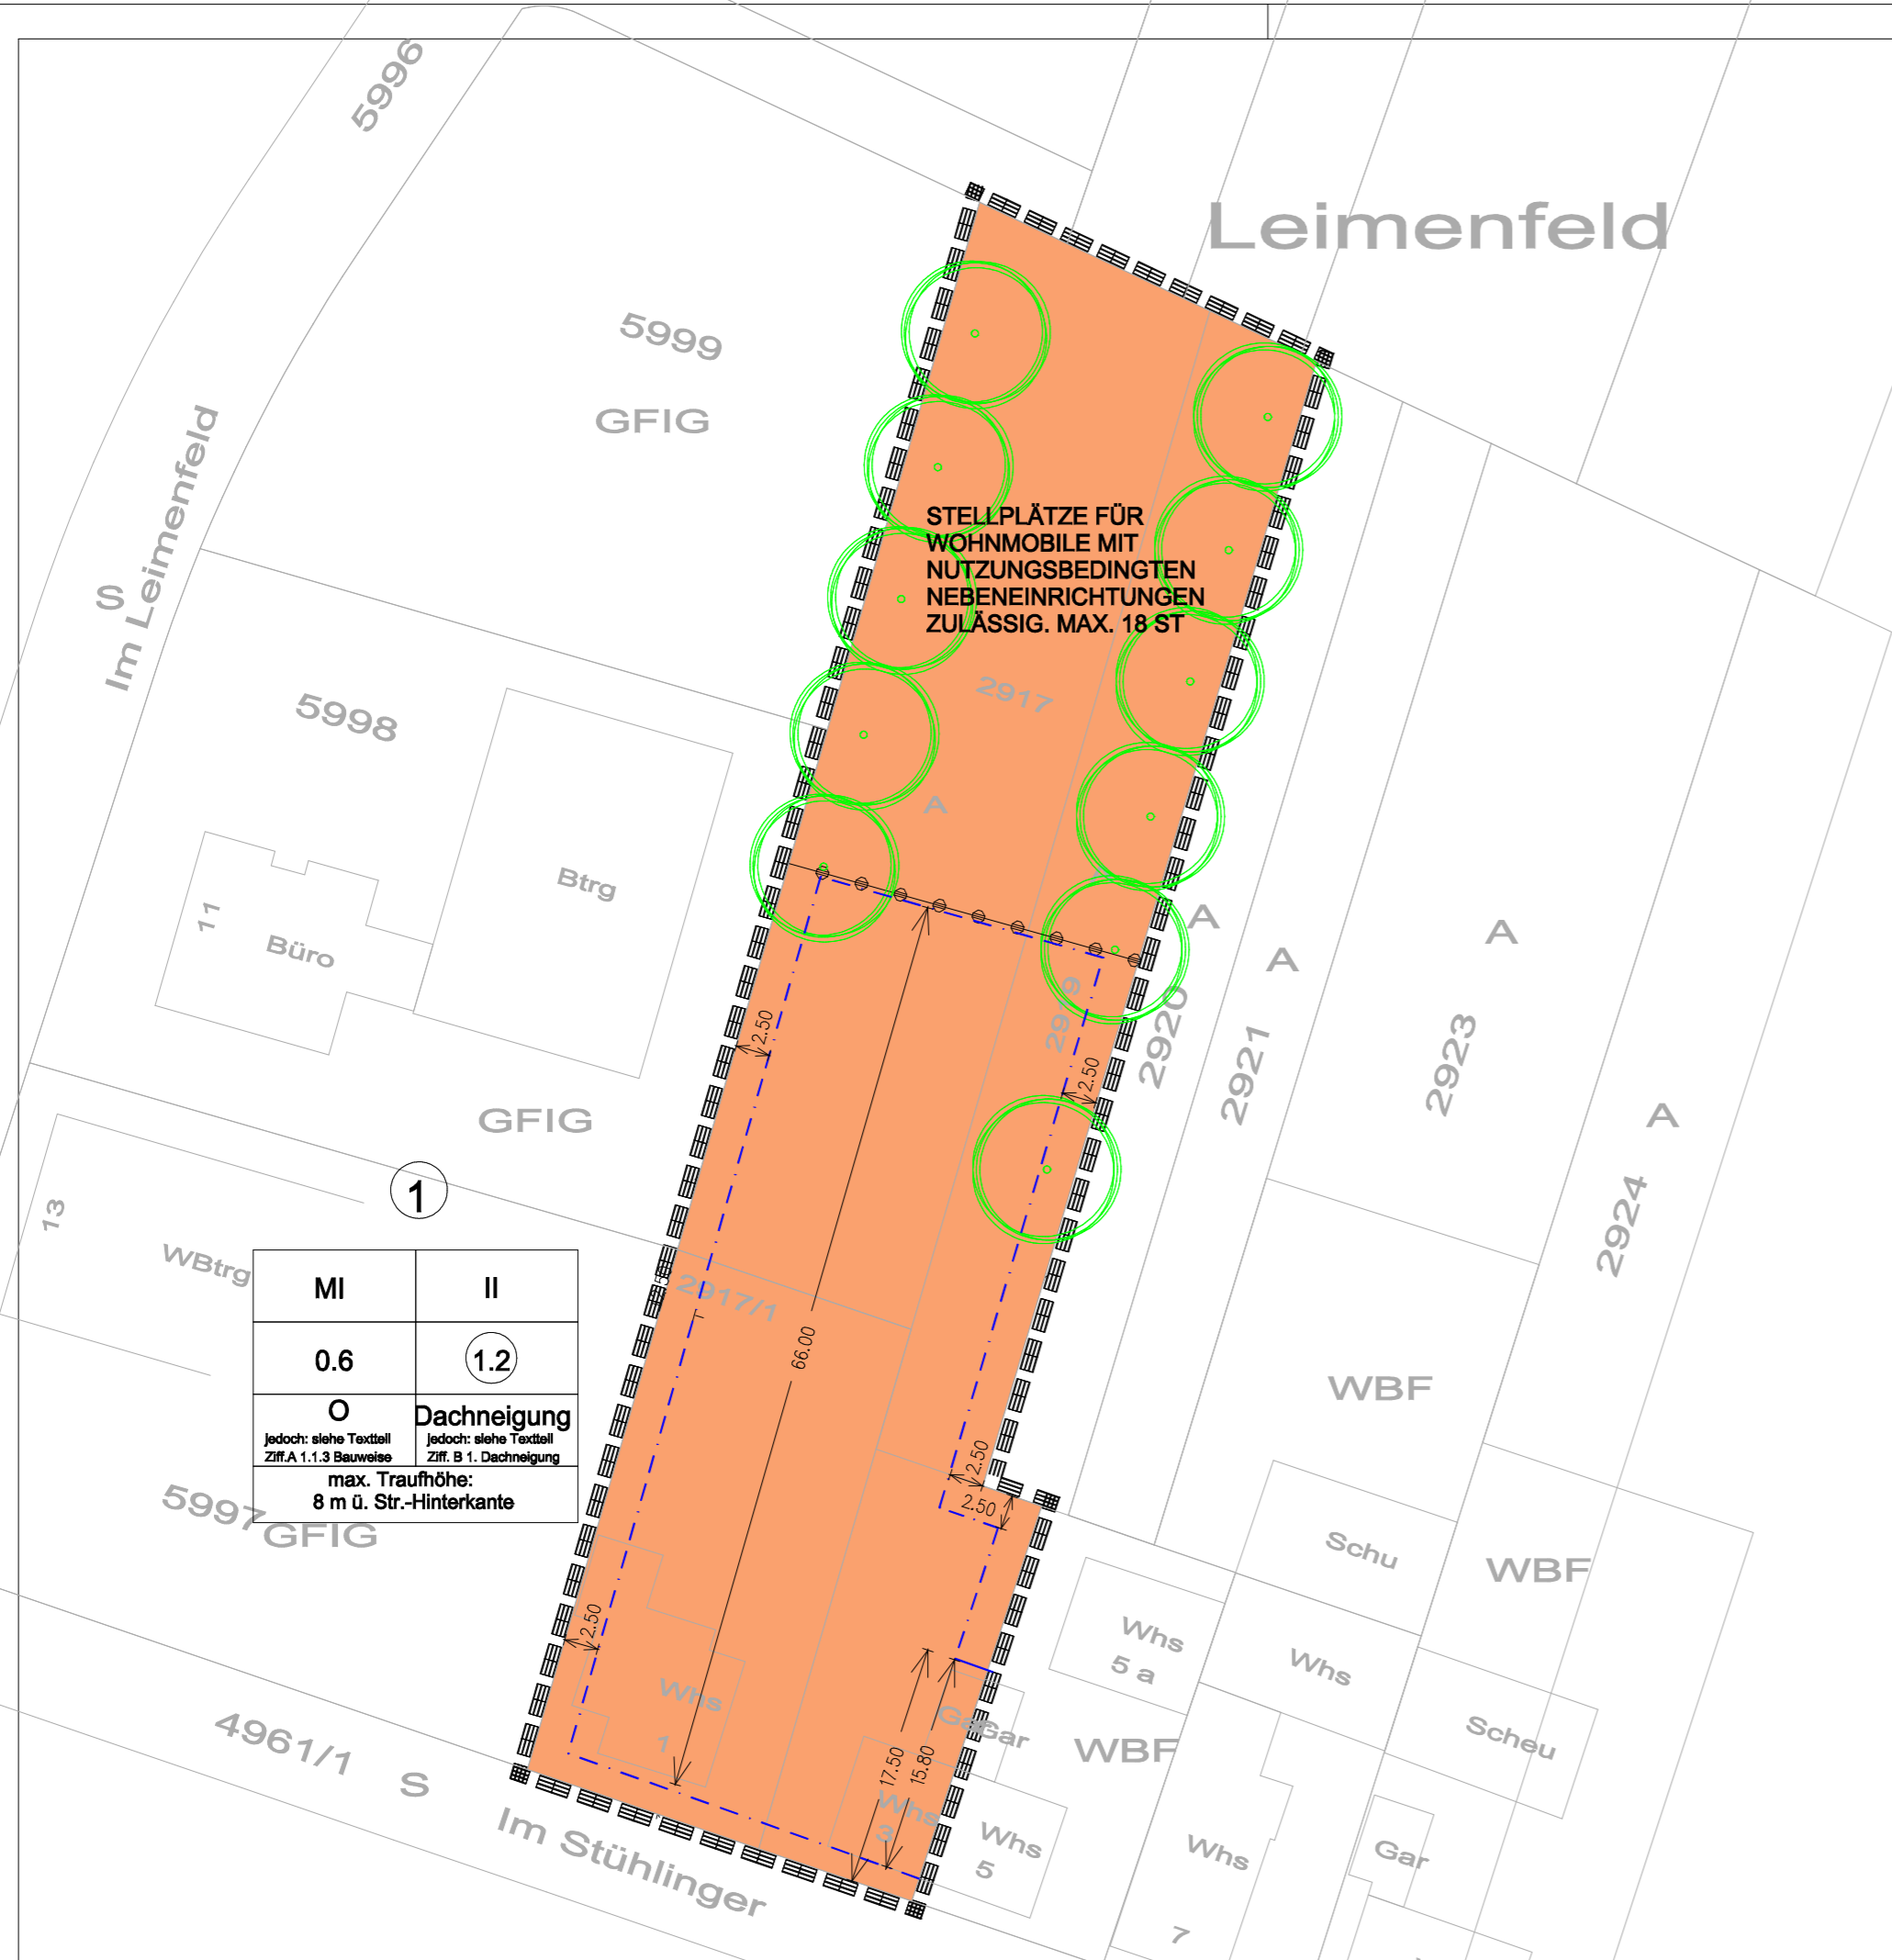 5996
Leimenfeld
5999
GFIG
Im Leimenfeld
S
STELLPLÄTZE FÜR
WOHNMOBILE MIT
NUTZUNGSBEDINGTEN
NEBENEINRICHTUNGEN
ZULÄSSIG. MAX. 18 ST
2917
5998
A
Btrg
11
Büro
A
A
A
2919
2920
2921
2923
2.50
2.50
GFIG
A
1
13
WBtrg
2924
MI
II
0.6
1.2
O
Dachneigung
jedoch: siehe Textteil
Ziff.A 1.1.3 Bauweise
jedoch: siehe Textteil
Ziff. B 1. Dachneigung
max. Traufhöhe:
8 m ü. Str.-Hinterkante
2917/1
66.00
WBF
2.50
2.50
5997
GFIG
Schu
WBF
2.50
Whs
5 a
Whs
Whs
1
Gar
Scheu
4961/1
S
WBF
17.50
15.80
Whs
3
Whs
5
Whs
Gar
Im Stühlinger
7